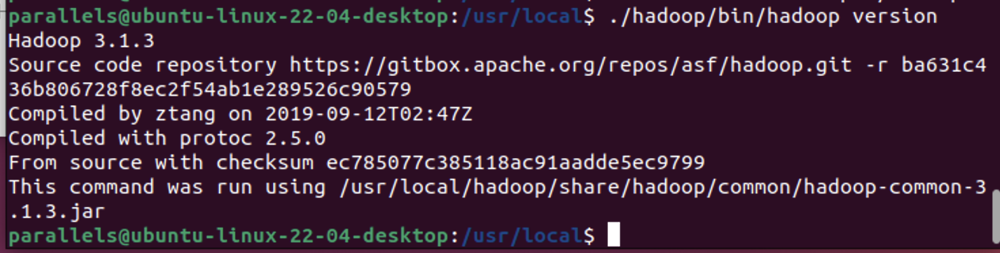 parallels@ubuntu-linux-22-04-desktop:/usr/local$ ./hadoop/bin/hadoop version
Hadoop 3.1.3
Source code repository https://gitbox.apache.org/repos/asf/hadoop.git -r ba631c4
36b806728f8ec2f54ab1e289526c90579
Compiled by ztang on 2019-09-12T02:47Z
Compiled with protoc 2.5.0
From source with checksum ec785077c385118ac91aadde5ec9799
This command was run using /usr/local/hadoop/share/hadoop/common/hadoop-common-3
.1.3.jar
parallels@ubuntu-linux-22-04-desktop:/usr/local$